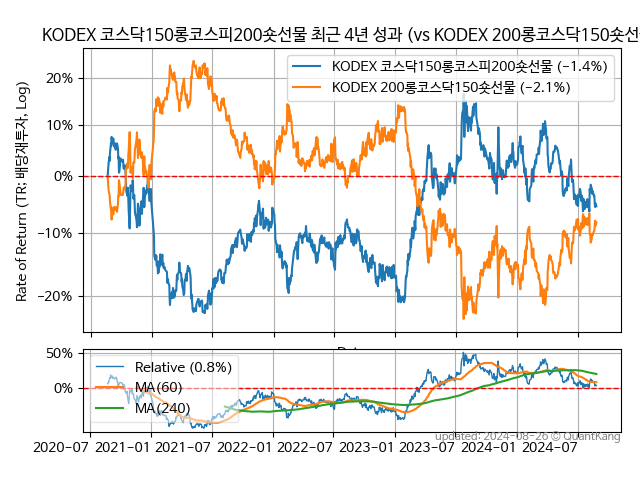 KODEX 코스닥150롱코스피200숏선물 최근 4년 성과 (vs KODEX 200롱코스닥150숏선
KODEX 코스닥150롱코스피200숏선물 (−1.4%)
KODEX 200롱코스닥150숏선물 (−2.1%)
Rate of Return (TR: 배당재투자, Log)
20%
10%
0%
−10%
−20%
50%
0%
Relative (0.8%)
MA(60)
MA(240)
updated: 2024-08-26 © QuantKang
2020-07 2021-01 2021-07 2022-01 2022-07 2023-01 2023-07 2024-01 2024-07